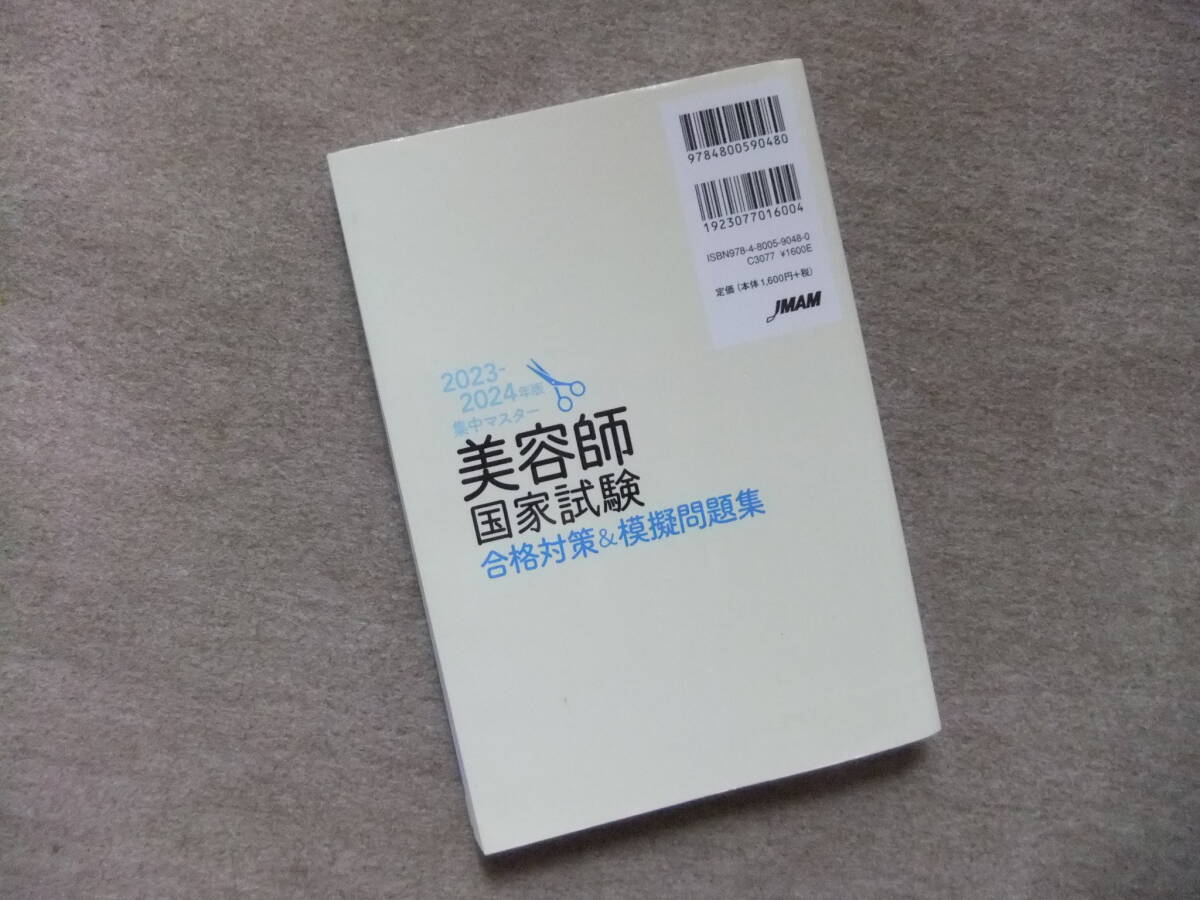 9784800590480
1923077016004
ISBN978-4-8005-9048-0
C3077 ¥1600E
定価（本体1,600円+税）
JMAM
2023-
2024年版
集中マスター
美容師
国家試験
合格対策&模擬問題集